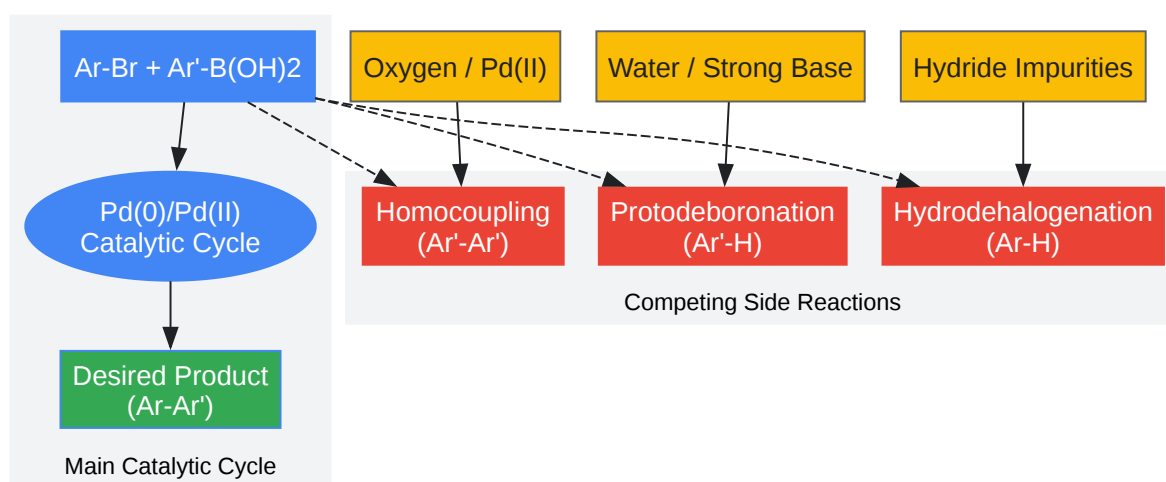 Ar-Br + Ar'-B(OH)2
Oxygen / Pd(II)
Water / Strong Base
Hydride Impurities
Pd(0)/Pd(II)
Catalytic Cycle
Homocoupling
(Ar'-Ar')
Protodeboronation
(Ar'-H)
Hydrodehalogenation
(Ar-H)
Competing Side Reactions
Desired Product
(Ar-Ar')
Main Catalytic Cycle